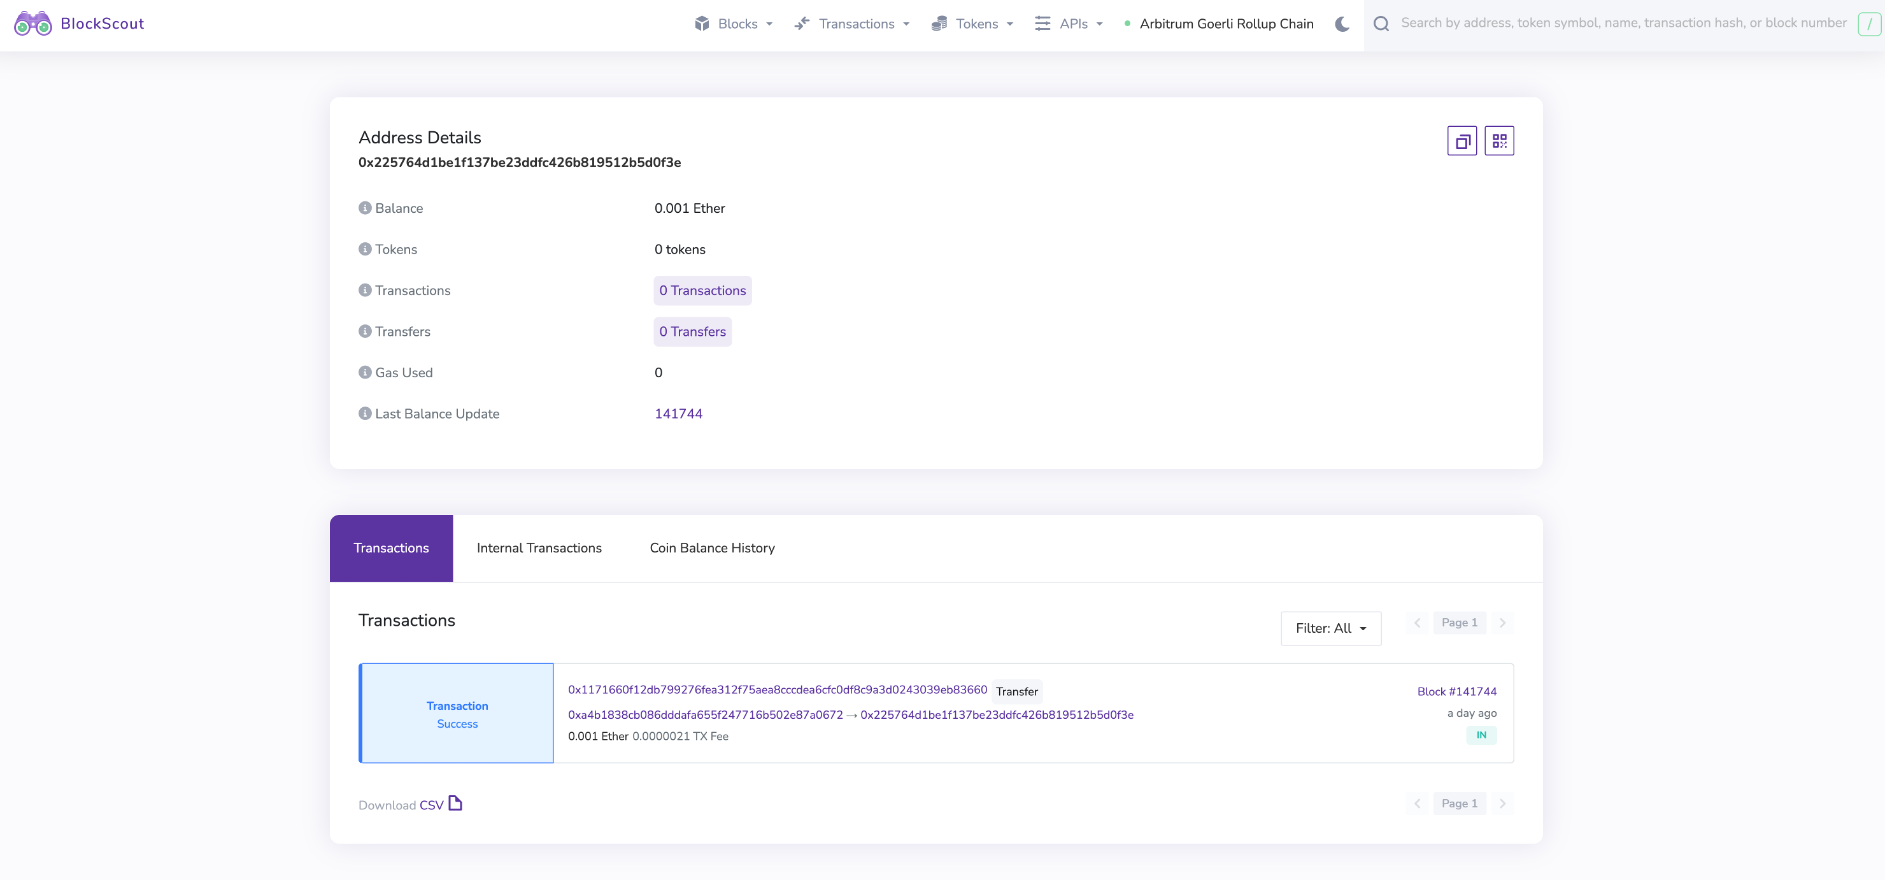 BlockScout
Blocks
Transactions
Tokens
APIs
Arbitrum Goerli Rollup Chain
Search by address, token symbol, name, transaction hash, or block number
/
Address Details
0x225764d1be1f137be23ddfc426b819512b5d0f3e
Balance 0.001 Ether
Tokens 0 tokens
Transactions 0 Transactions
Transfers 0 Transfers
Gas Used 0
Last Balance Update 141744
Transactions Internal Transactions Coin Balance History
Transactions
Filter: All
Page 1
Transaction
Success
0x1171660f12db799276fea312f75aea8cccdea6cfc0df8c9a3d0243039eb83660 Transfer
0xa4b1838cb086dddafa655f247716b502e87a0672 → 0x225764d1be1f137be23ddfc426b819512b5d0f3e
0.001 Ether 0.0000021 TX Fee
Block #141744
a day ago
IN
Download CSV
Page 1